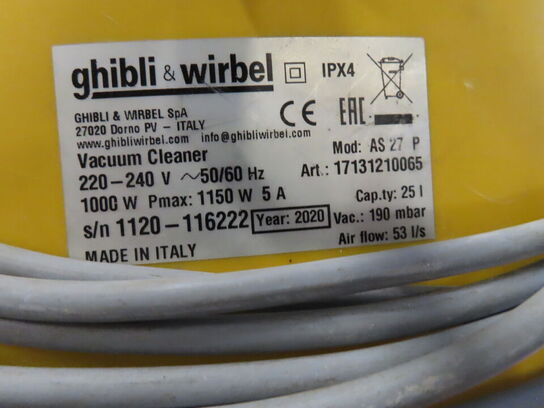 ghibli & wirbel IPX4
GHIBLI & WIRBEL SpA
27020 Dorno PV - ITALY
www.ghibliwirbel.com info@ghibliwirbel.com
CE EAC
Vacuum Cleaner Mod: AS 27 P
220-240 V ~50/60 Hz Art.: 17131210065
1000 W Pmax: 1150 W 5 A Cap.ty: 25 l
s/n 1120-116222 Year: 2020 Vac.: 190 mbar
MADE IN ITALY Air flow: 53 l/s